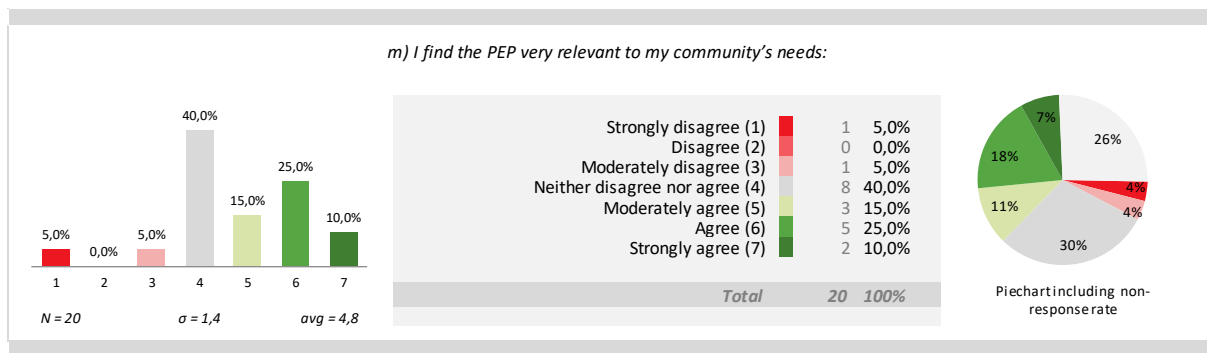 m) I find the PEP very relevant to my community's needs:
40,0%
25,0%
15,0%
10,0%
5,0%
0,0%
5,0%
1 2 3 4 5 6 7
N = 20 σ = 1,4 avg = 4,8
Strongly disagree (1) 1 5,0%
Disagree (2) 0 0,0%
Moderately disagree (3) 1 5,0%
Neither disagree nor agree (4) 8 40,0%
Moderately agree (5) 3 15,0%
Agree (6) 5 25,0%
Strongly agree (7) 2 10,0%
Total 20 100%
7%
26%
18%
4%
4%
11%
30%
Piechart including non-
response rate